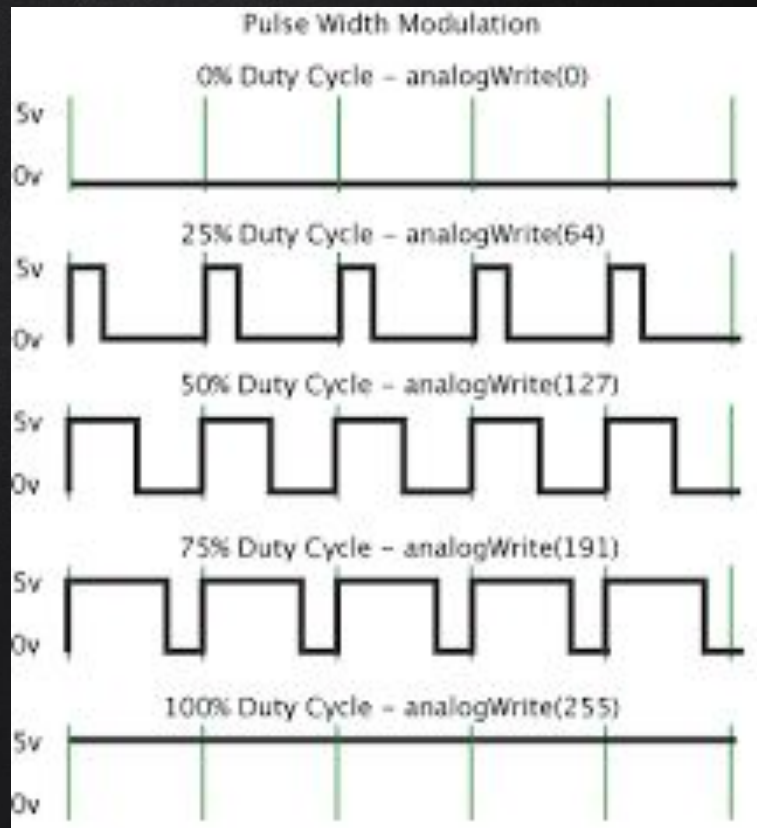 Pulse Width Modulation
0% Duty Cycle – analogWrite(0)
5v
0v
25% Duty Cycle – analogWrite(64)
5v
0v
50% Duty Cycle – analogWrite(127)
5v
0v
75% Duty Cycle – analogWrite(191)
5v
0v
100% Duty Cycle – analogWrite(255)
5v
0v